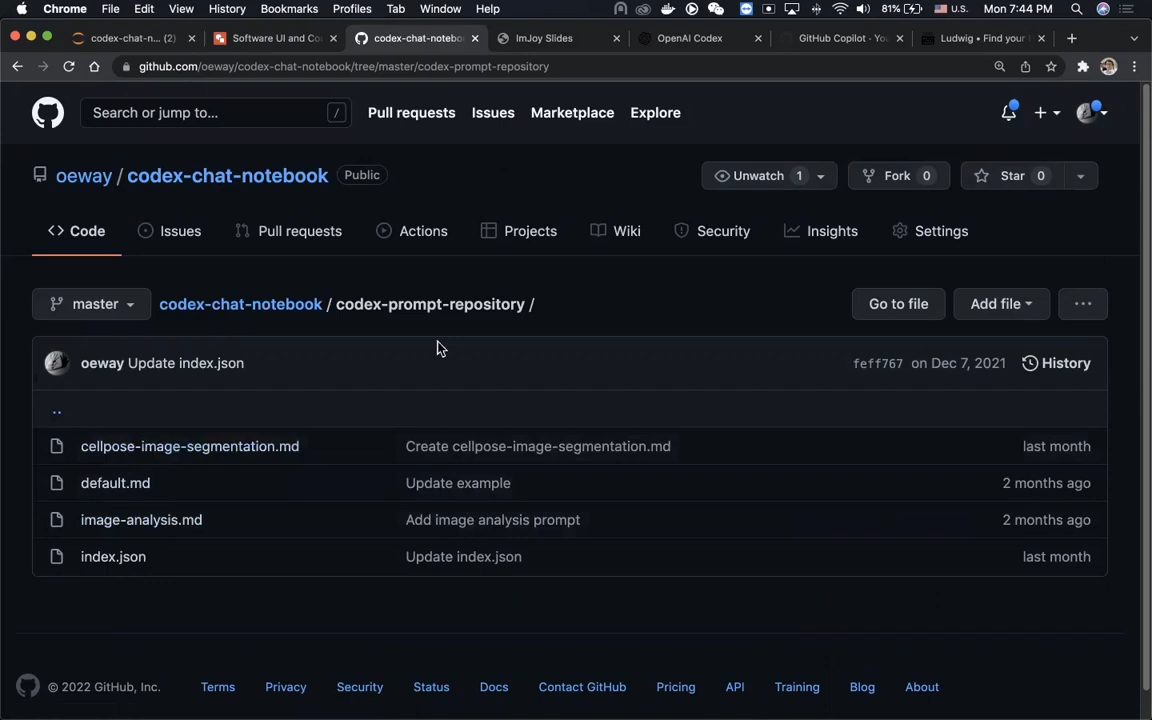 Chrome File Edit View History Bookmarks Profiles Tab Window Help 81% U.S. Mon 7:44 PM
codex-chat-n... (2) Software UI and Co codex-chat-notebo ImJoy Slides OpenAI Codex GitHub Copilot · You Ludwig • Find your
github.com/oeway/codex-chat-notebook/tree/master/codex-prompt-repository
Search or jump to... / Pull requests Issues Marketplace Explore
oeway / codex-chat-notebook Public Unwatch 1 Fork 0 Star 0
<> Code Issues Pull requests Actions Projects Wiki Security Insights Settings
master codex-chat-notebook / codex-prompt-repository / Go to file Add file ...
oeway Update index.json feff767 on Dec 7, 2021 History
..
cellpose-image-segmentation.md Create cellpose-image-segmentation.md last month
default.md Update example 2 months ago
image-analysis.md Add image analysis prompt 2 months ago
index.json Update index.json last month
© 2022 GitHub, Inc. Terms Privacy Security Status Docs Contact GitHub Pricing API Training Blog About